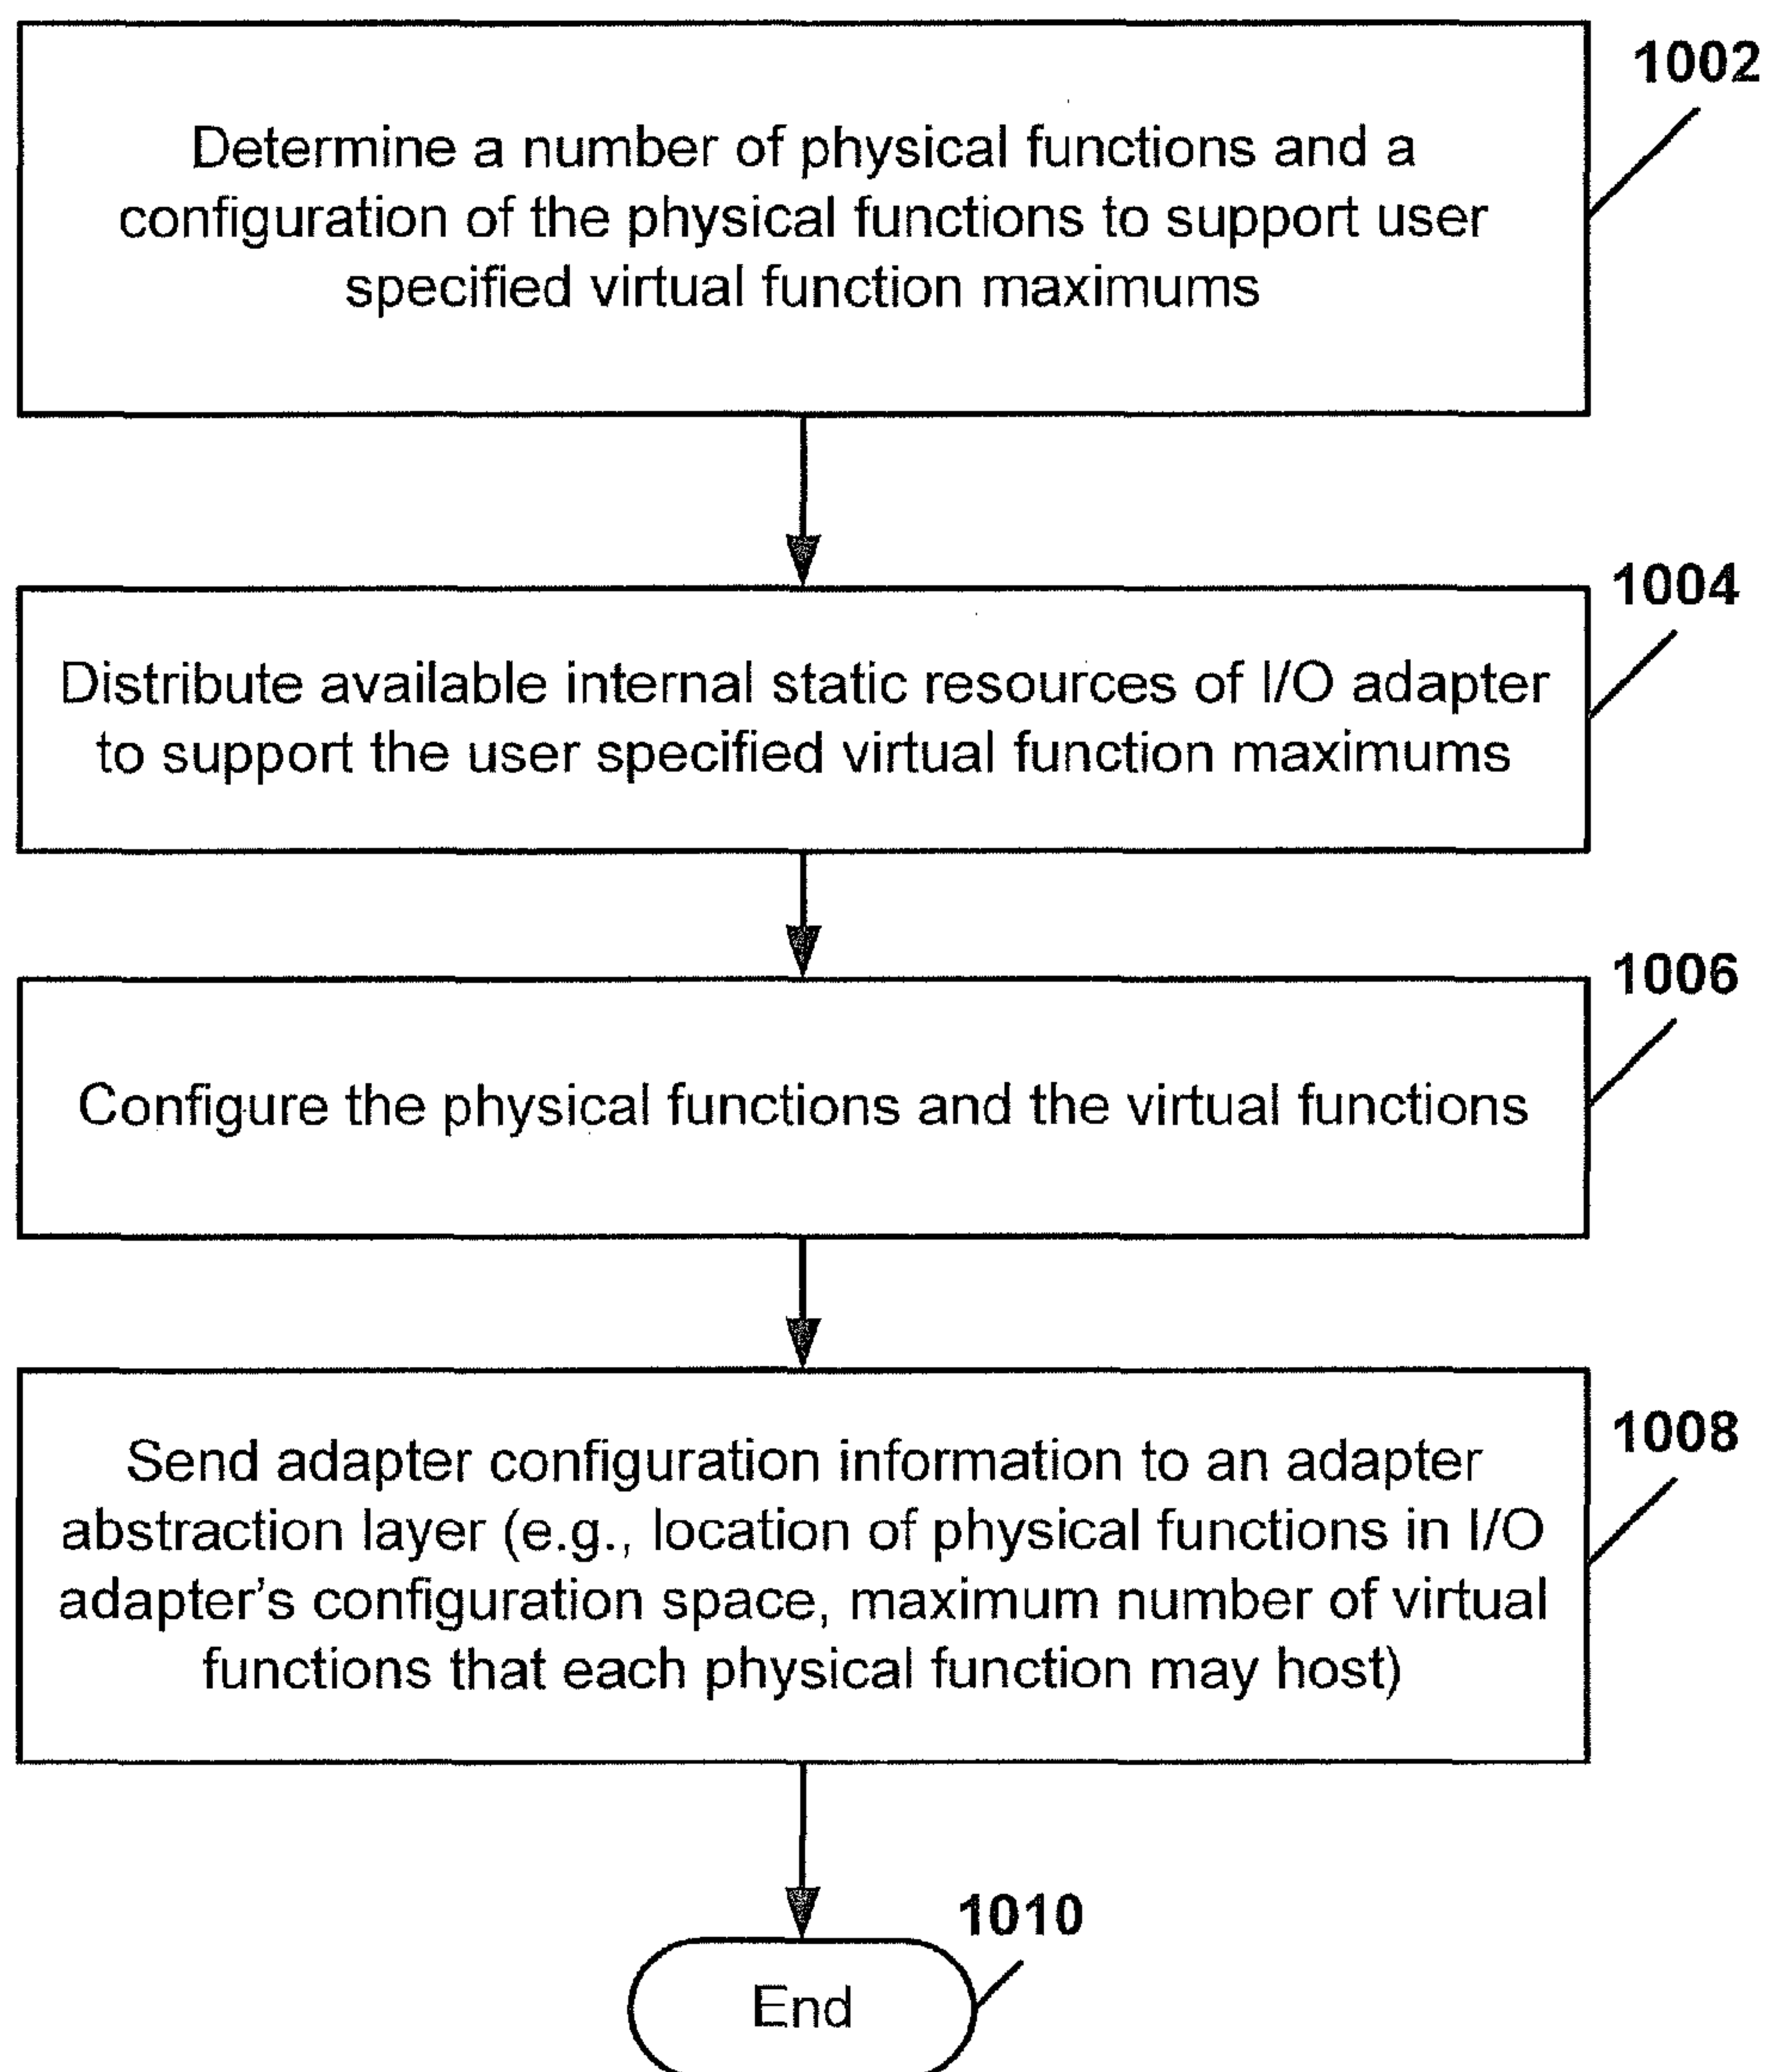 1002
Determine a number of physical functions and a
configuration of the physical functions to support user
specified virtual function maximums
1004
Distribute available internal static resources of I/O adapter
to support the user specified virtual function maximums
1006
Configure the physical functions and the virtual functions
1008
Send adapter configuration information to an adapter
abstraction layer (e.g., location of physical functions in I/O
adapter's configuration space, maximum number of virtual
functions that each physical function may host)
1010
End